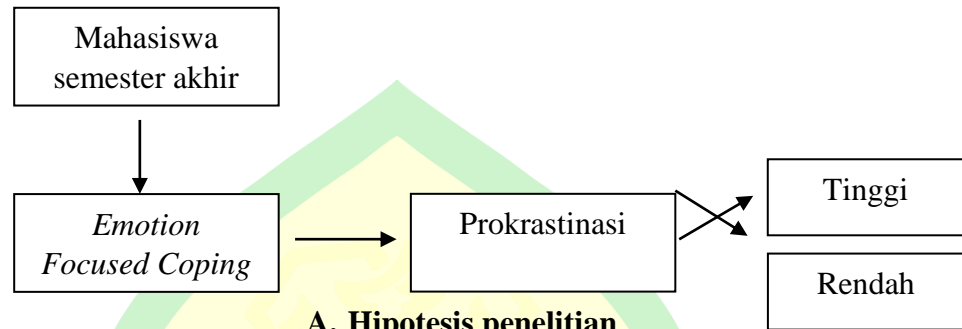 Mahasiswa
semester akhir
Emotion
Focused Coping
Prokrastinasi
Tinggi
Rendah
A. Hipotesis penelitian